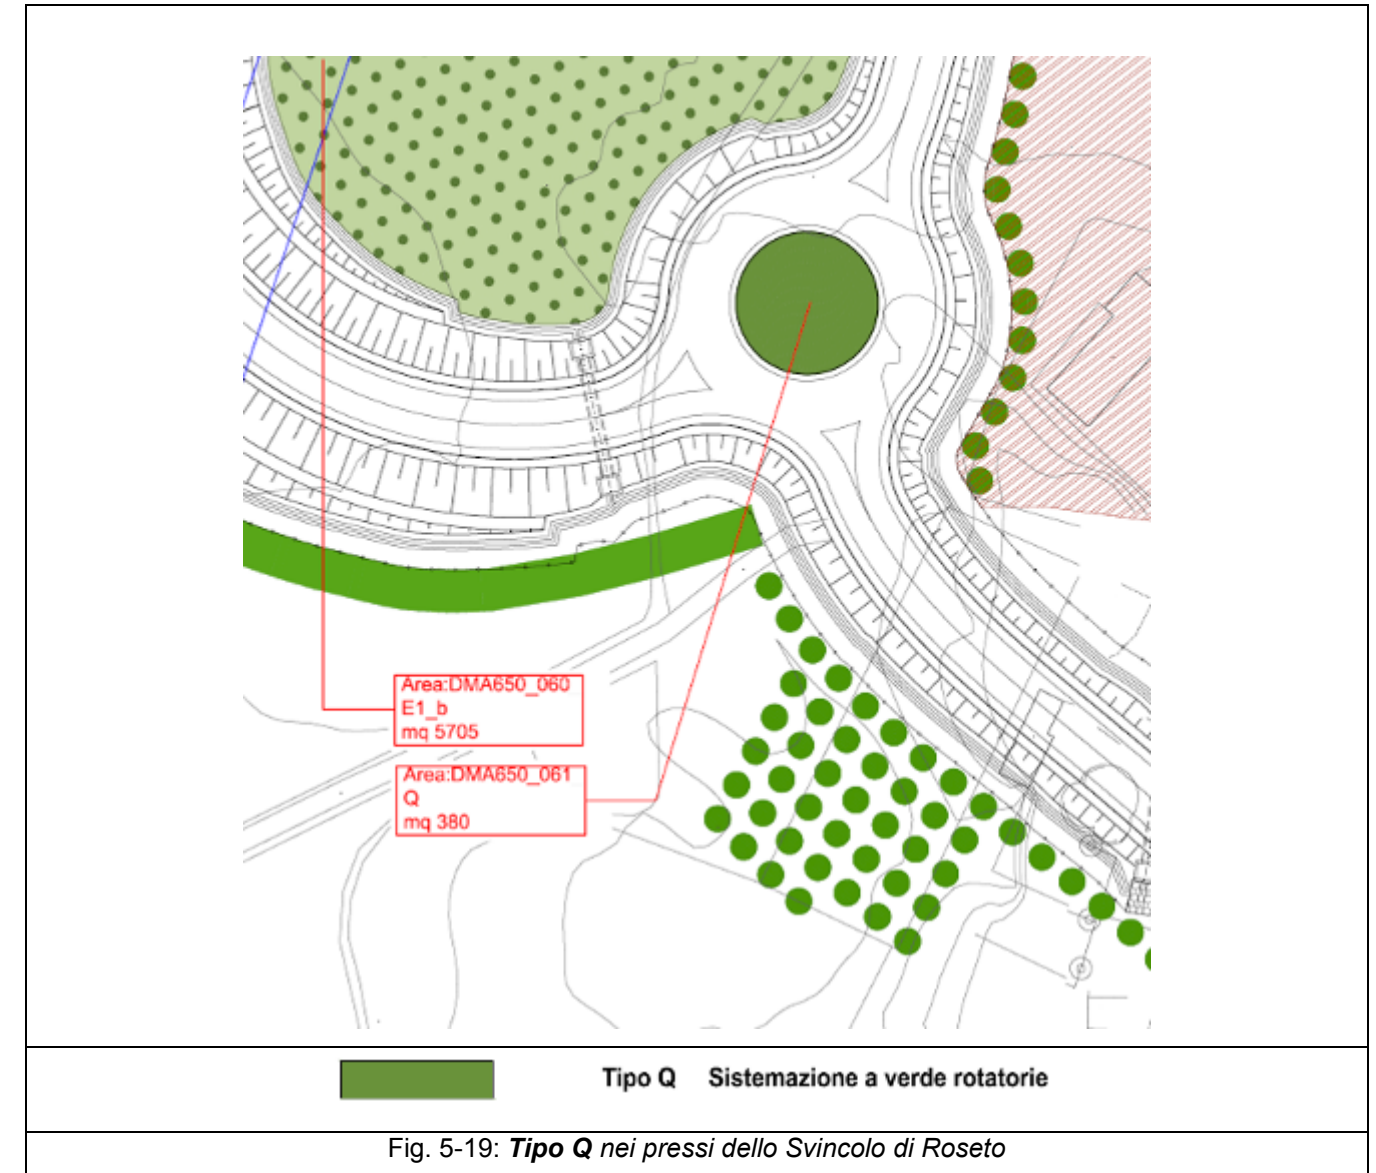 Area:DMA650_060
E1_b
mq 5705
Area:DMA650_061
Q
mq 380
Tipo Q Sistemazione a verde rotatorie
Fig. 5-19: Tipo Q nei pressi dello Svincolo di Roseto